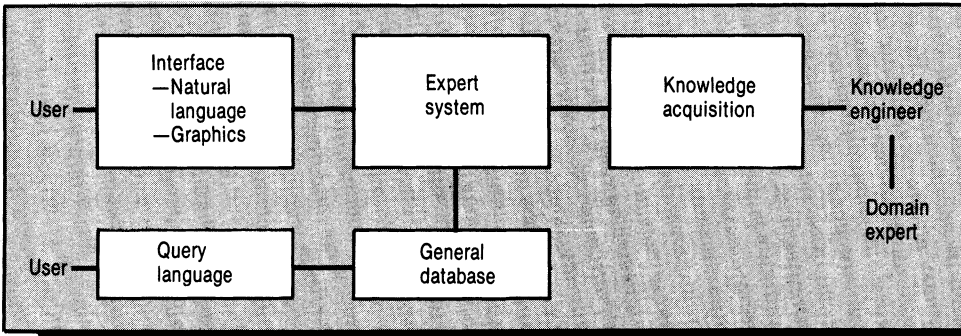 User
Interface
—Natural
language
—Graphics
Expert
system
Knowledge
acquisition
Knowledge
engineer
Domain
expert
User
Query
language
General
database